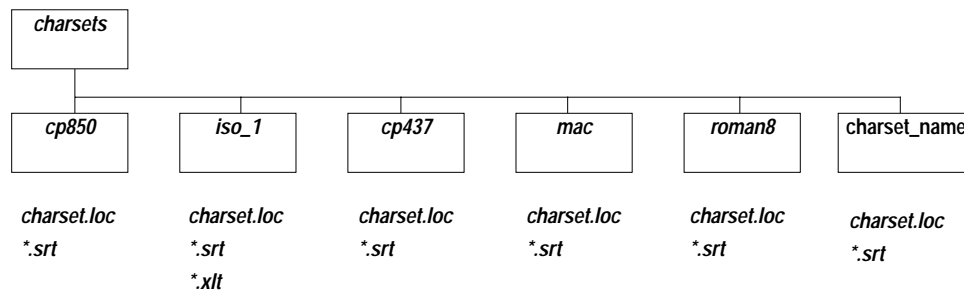 charsets
cp850 iso_1 cp437 mac roman8 charset_name
charset.loc charset.loc charset.loc charset.loc charset.loc charset.loc
*.srt *.srt *.srt *.srt *.srt *.srt
*.xlt